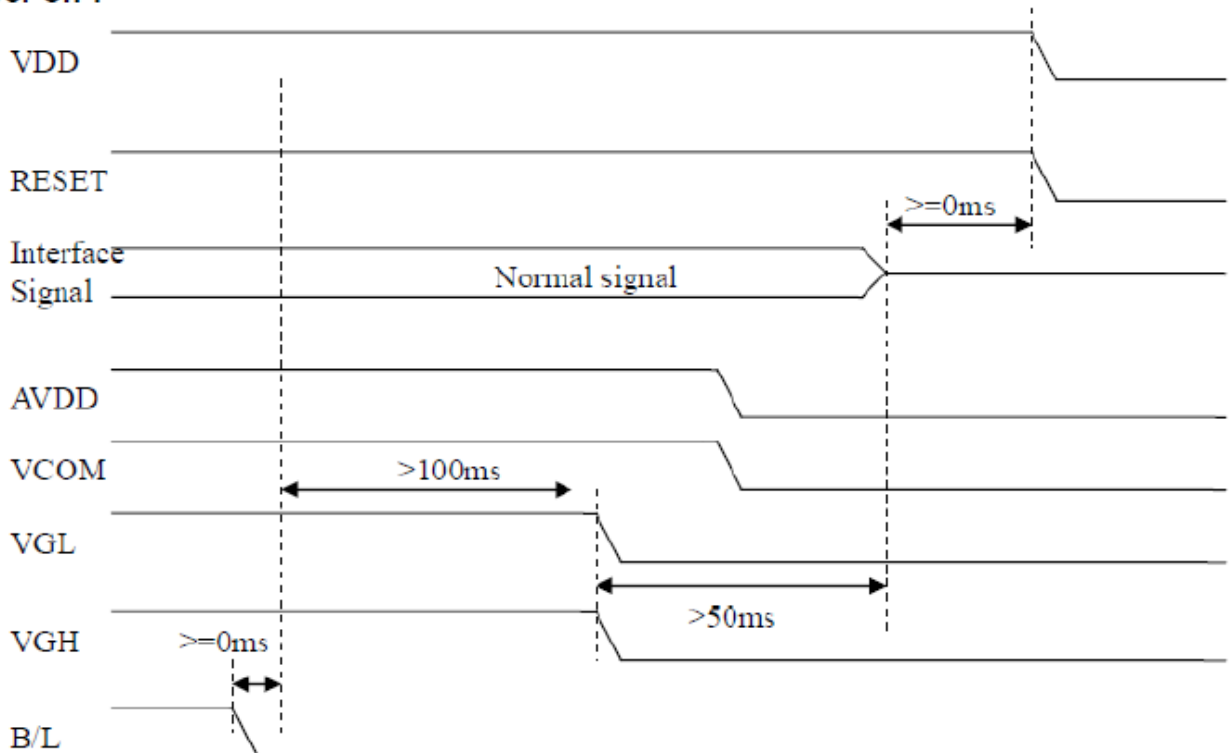 VDD
RESET
>=0ms
Interface
Signal
Normal signal
AVDD
VCOM
>100ms
VGL
>50ms
VGH
>=0ms
B/L